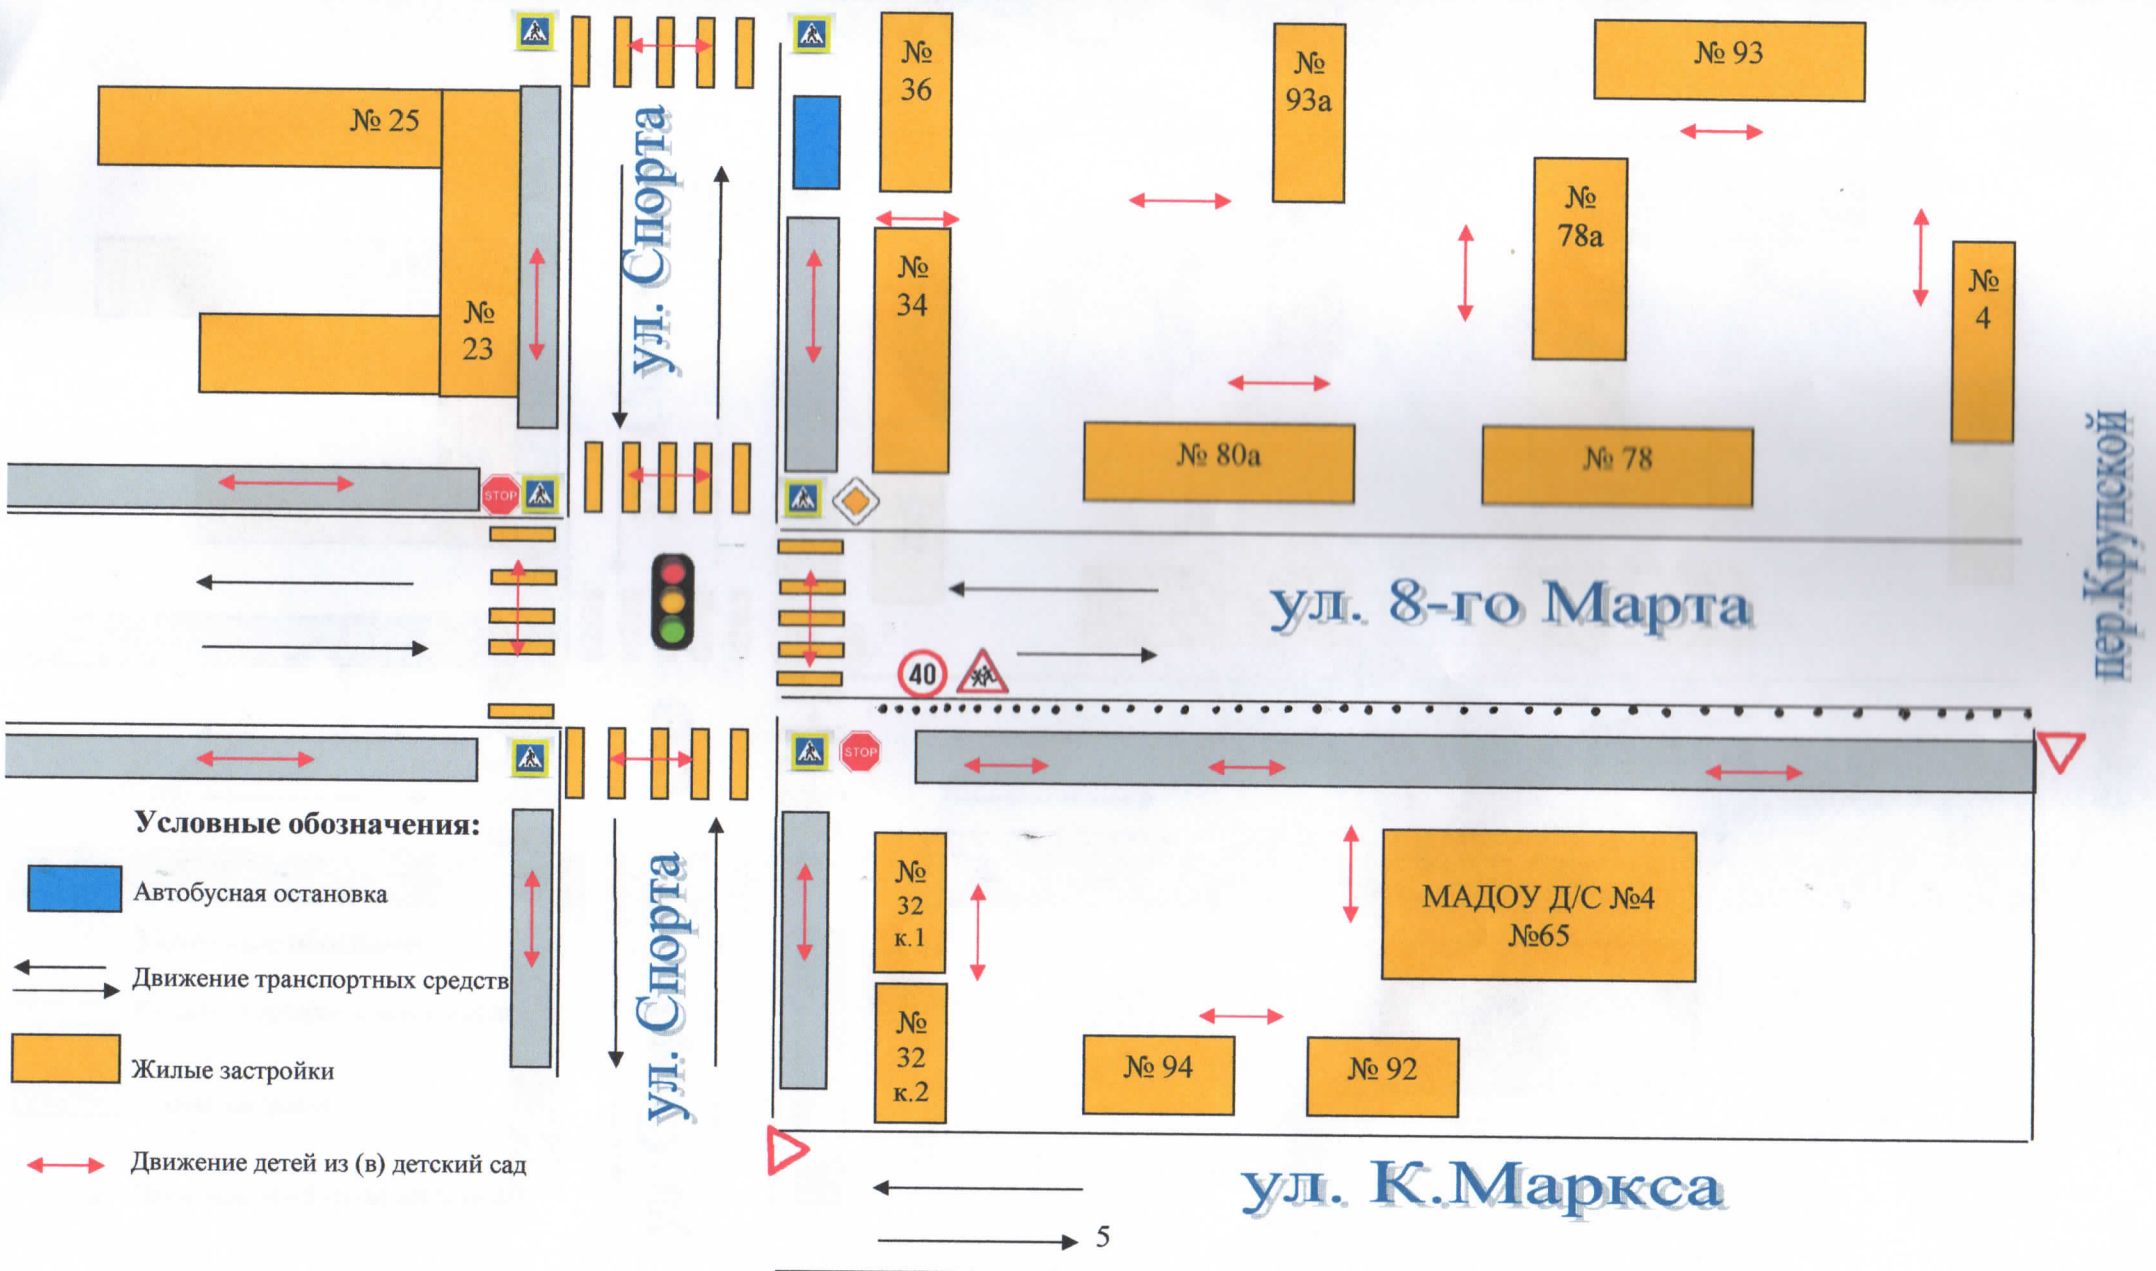 №
36
№
93а
№ 93
№ 25
ул. Спорта
№
78а
№
34
№
4
№
23
№ 80а
№ 78
пер.Крупской
STOP
ул. 8-го Марта
40
STOP
Условные обозначения:
Автобусная остановка
Движение транспортных средств
Жилые застройки
Движение детей из (в) детский сад
ул. Спорта
№
32
к.1
№
32
к.2
МАДОУ Д/С №4
№65
№ 94
№ 92
ул. К.Маркса
5